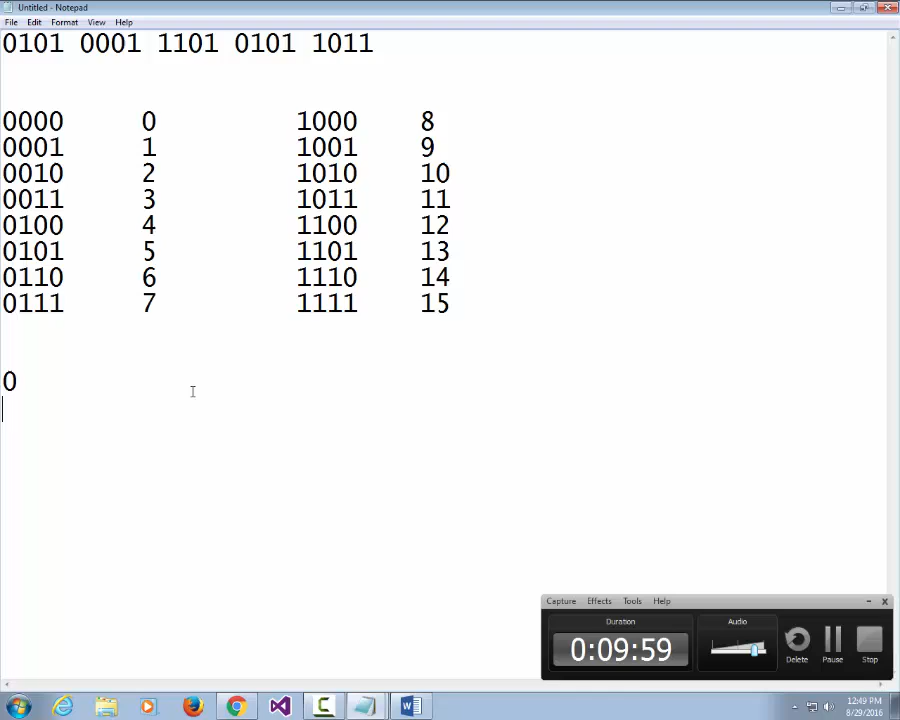 Untitled - Notepad
File Edit Format View Help
0101 0001 1101 0101 1011
0000 0 1000 8
0001 1 1001 9
0010 2 1010 10
0011 3 1011 11
0100 4 1100 12
0101 5 1101 13
0110 6 1110 14
0111 7 1111 15
0
Capture Effects Tools Help
Duration
0:09:59
Audio
Delete Pause Stop
12:49 PM
8/29/2016